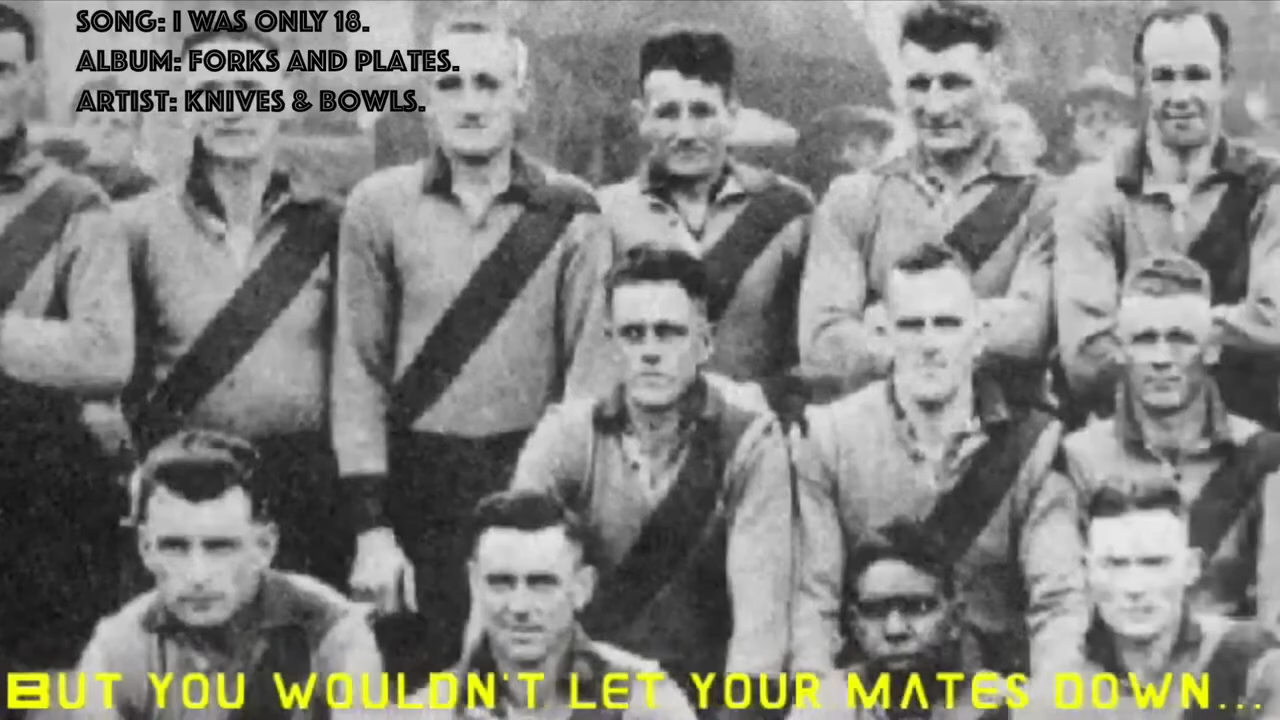 SONG: I WAS ONLY 18.
ALBUM: FORKS AND PLATES.
ARTIST: KNIVES & BOWLS.
BUT YOU WOULDN'T LET YOUR MATES DOWN...